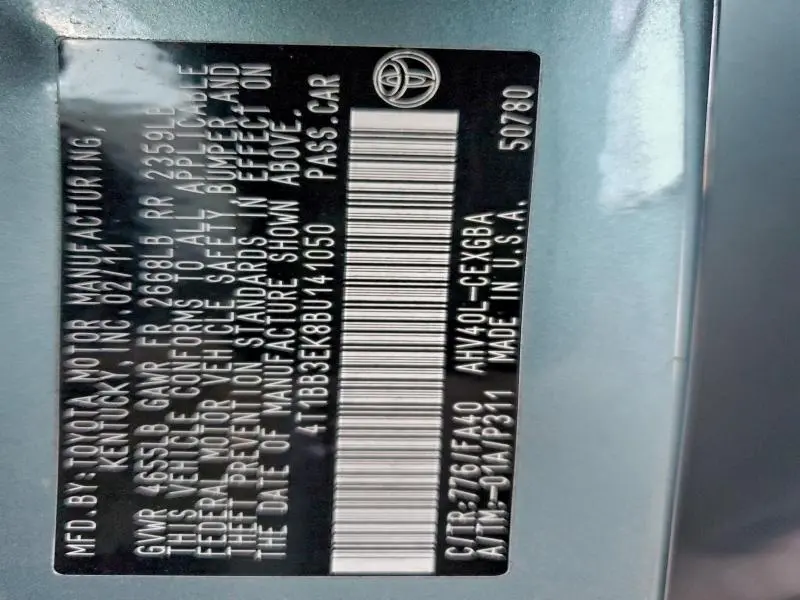 MFD.BY:TOYOTA MOTOR MANUFACTURING,
KENTUCKY, INC.02/11
GVWR 4655LB GAWR FR 2668LB RR 2359LB
THIS VEHICLE CONFORMS TO ALL APPLICABLE
FEDERAL MOTOR VEHICLE SAFETY, BUMPER, AND
THEFT PREVENTION STANDARDS IN EFFECT ON
THE DATE OF MANUFACTURE SHOWN ABOVE.
4T1BB3EK8BU141050 PASS.CAR
C/TR:776/FA40 AHV40L-CEXGBA
A/TM:-01A/P311 MADE IN U.S.A. 50780